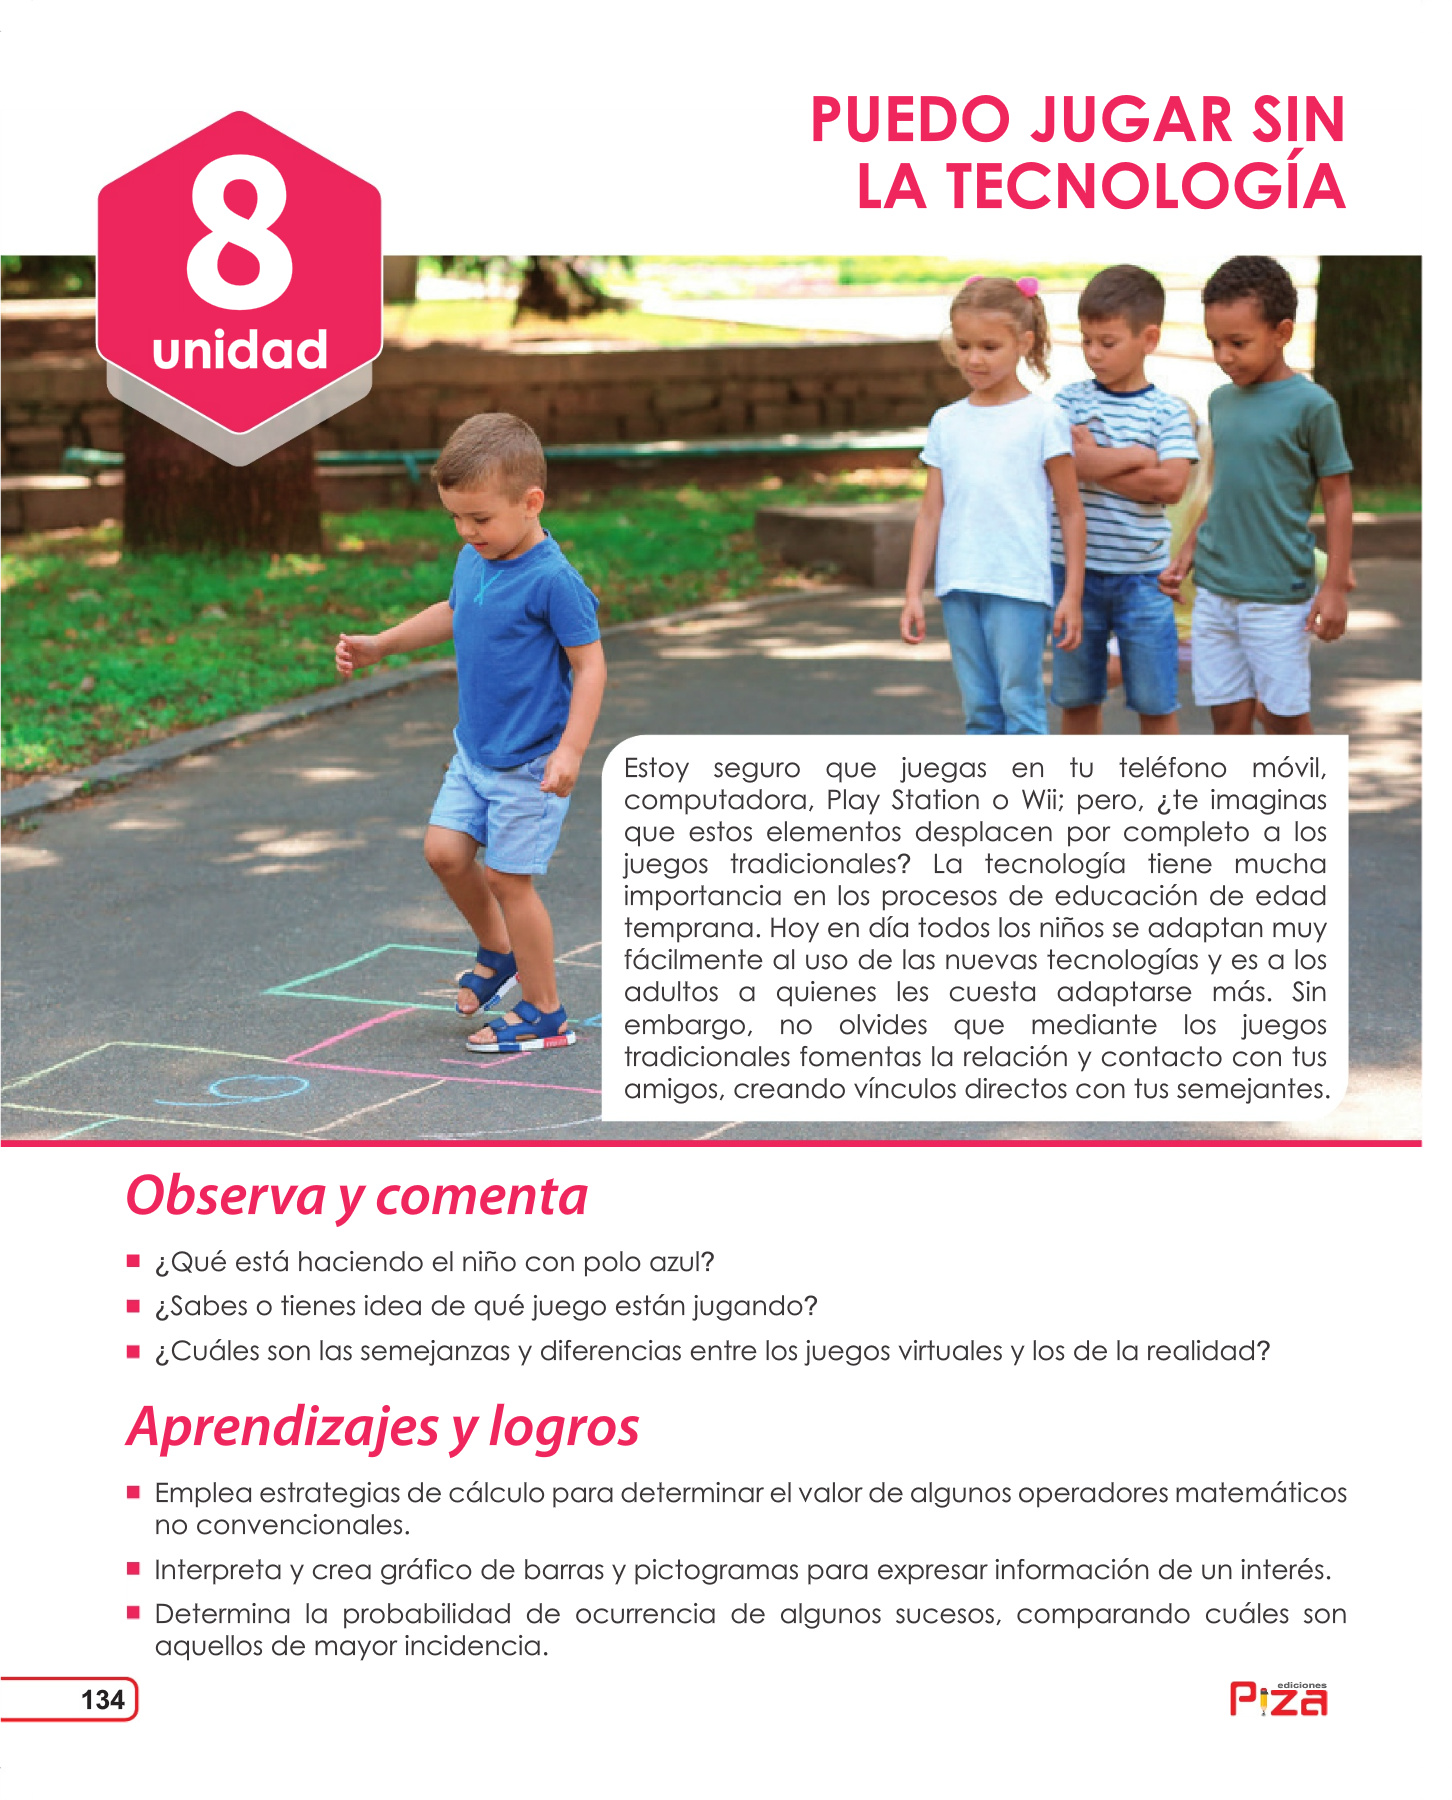 PUEDO JUGAR SIN
LA TECNOLOGÍA
8
unidad
Estoy seguro que juegas en tu teléfono móvil,
computadora, Play Station o Wii; pero, ¿te imaginas
que estos elementos desplacen por completo a los
juegos tradicionales? La tecnología tiene mucha
importancia en los procesos de educación de edad
temprana. Hoy en día todos los niños se adaptan muy
fácilmente al uso de las nuevas tecnologías y es a los
adultos a quienes les cuesta adaptarse más. Sin
embargo, no olvides que mediante los juegos
tradicionales fomentas la relación y contacto con tus
amigos, creando vínculos directos con tus semejantes.
Observa y comenta
¿Qué está haciendo el niño con polo azul?
¿Sabes o tienes idea de qué juego están jugando?
¿Cuáles son las semejanzas y diferencias entre los juegos virtuales y los de la realidad?
Aprendizajes y logros
Emplea estrategias de cálculo para determinar el valor de algunos operadores matemáticos
no convencionales.
Interpreta y crea gráfico de barras y pictogramas para expresar información de un interés.
Determina la probabilidad de ocurrencia de algunos sucesos, comparando cuáles son
aquellos de mayor incidencia.
134
ediciones
Piza